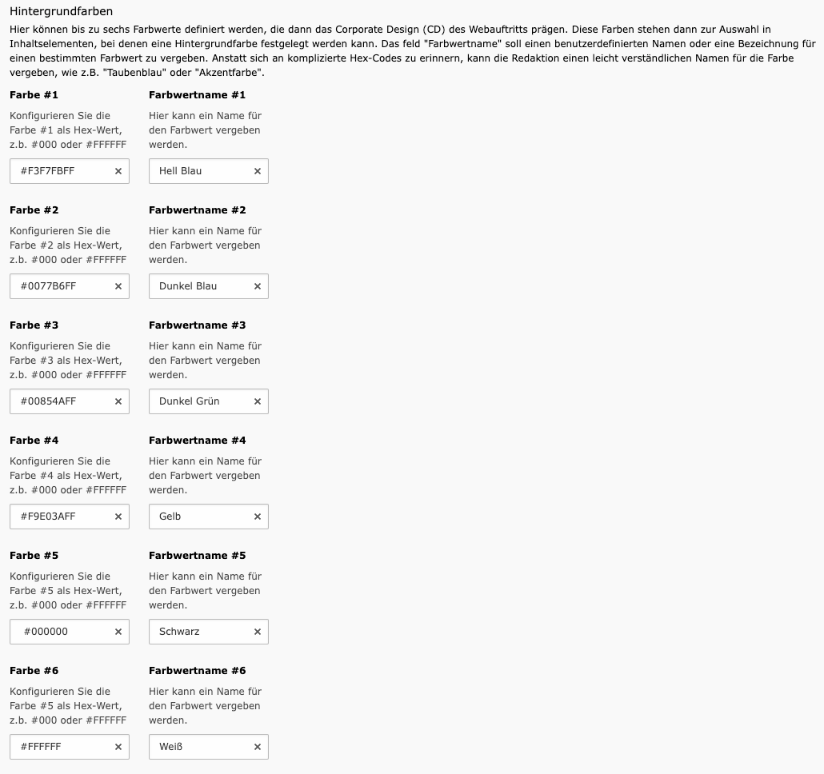 Hintergrundfarben
Hier können bis zu sechs Farbwerte definiert werden, die dann das Corporate Design (CD) des Webauftritts prägen. Diese Farben stehen dann zur Auswahl in
Inhaltselementen, bei denen eine Hintergrundfarbe festgelegt werden kann. Das feld "Farbwertname" soll einen benutzerdefinierten Namen oder eine Bezeichnung für
einen bestimmten Farbwert zu vergeben. Anstatt sich an komplizierte Hex-Codes zu erinnern, kann die Redaktion einen leicht verständlichen Namen für die Farbe
vergeben, wie z.B. "Taubenblau" oder "Akzentfarbe".
Farbe #1
Konfigurieren Sie die
Farbe #1 als Hex-Wert,
z.b. #000 oder #FFFFFF
#F3F7FBFF ×
Farbwertname #1
Hier kann ein Name für
den Farbwert vergeben
werden.
Hell Blau ×
Farbe #2
Konfigurieren Sie die
Farbe #2 als Hex-Wert,
z.b. #000 oder #FFFFFF
#0077B6FF ×
Farbwertname #2
Hier kann ein Name für
den Farbwert vergeben
werden.
Dunkel Blau ×
Farbe #3
Konfigurieren Sie die
Farbe #3 als Hex-Wert,
z.b. #000 oder #FFFFFF
#00854AFF ×
Farbwertname #3
Hier kann ein Name für
den Farbwert vergeben
werden.
Dunkel Grün ×
Farbe #4
Konfigurieren Sie die
Farbe #4 als Hex-Wert,
z.b. #000 oder #FFFFFF
#F9E03AFF ×
Farbwertname #4
Hier kann ein Name für
den Farbwert vergeben
werden.
Gelb ×
Farbe #5
Konfigurieren Sie die
Farbe #5 als Hex-Wert,
z.b. #000 oder #FFFFFF
#000000 ×
Farbwertname #5
Hier kann ein Name für
den Farbwert vergeben
werden.
Schwarz ×
Farbe #6
Konfigurieren Sie die
Farbe #5 als Hex-Wert,
z.b. #000 oder #FFFFFF
#FFFFFF ×
Farbwertname #6
Hier kann ein Name für
den Farbwert vergeben
werden.
Weiß ×